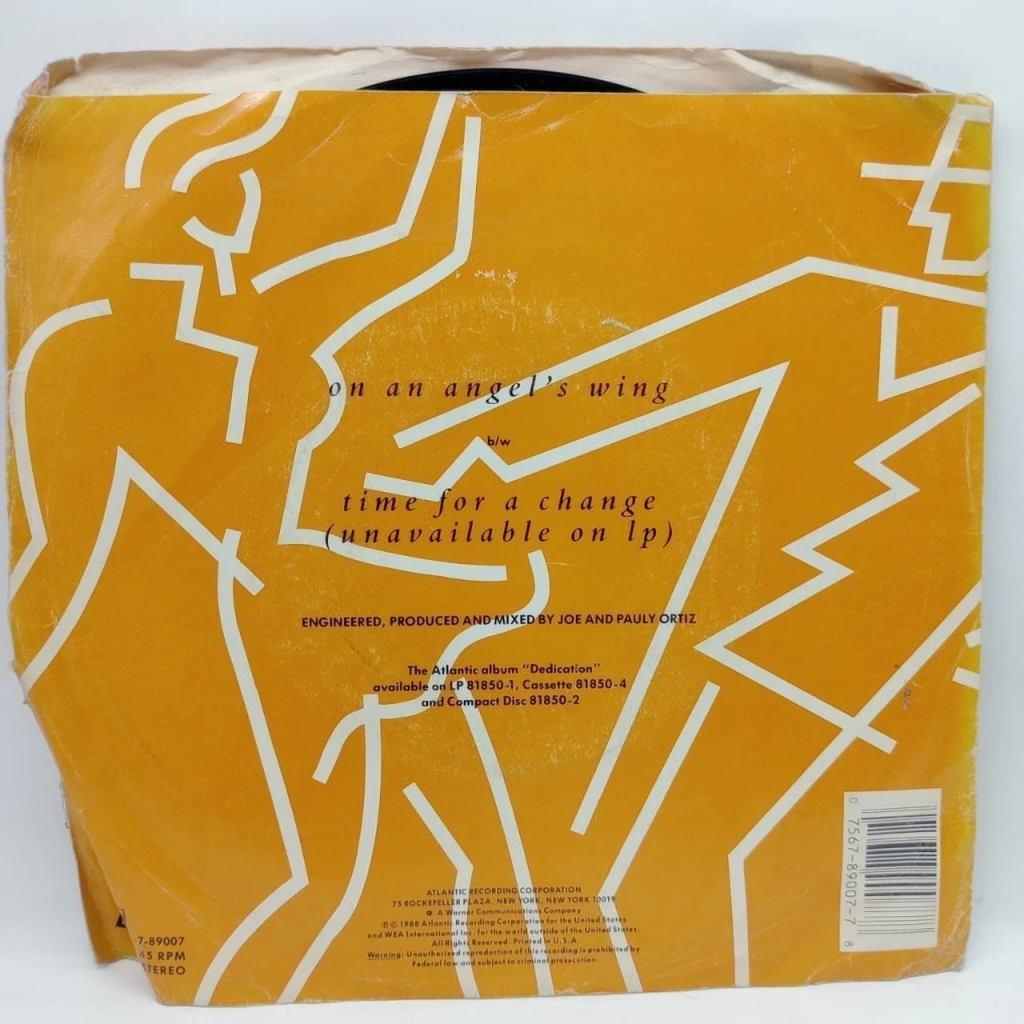 on an angel's wing
b/w
time for a change
(unavailable on lp)
ENGINEERED, PRODUCED AND MIXED BY JOE AND PAULY ORTIZ
The Atlantic album "Dedication"
available on LP 81850-1, Cassette 81850-4
and Compact Disc 81850-2
0 7567-89007-7 8
ATLANTIC RECORDING CORPORATION
75 ROCKEFELLER PLAZA, NEW YORK, NEW YORK 10019
A Warner Communications Company
℗ © 1988 Atlantic Recording Corporation for the United States
and WEA International Inc. for the world outside of the United States.
All Rights Reserved. Printed in U.S.A.
Warning: Unauthorized reproduction of this recording is prohibited by
Federal law and subject to criminal prosecution.
7-89007
45 RPM
STEREO